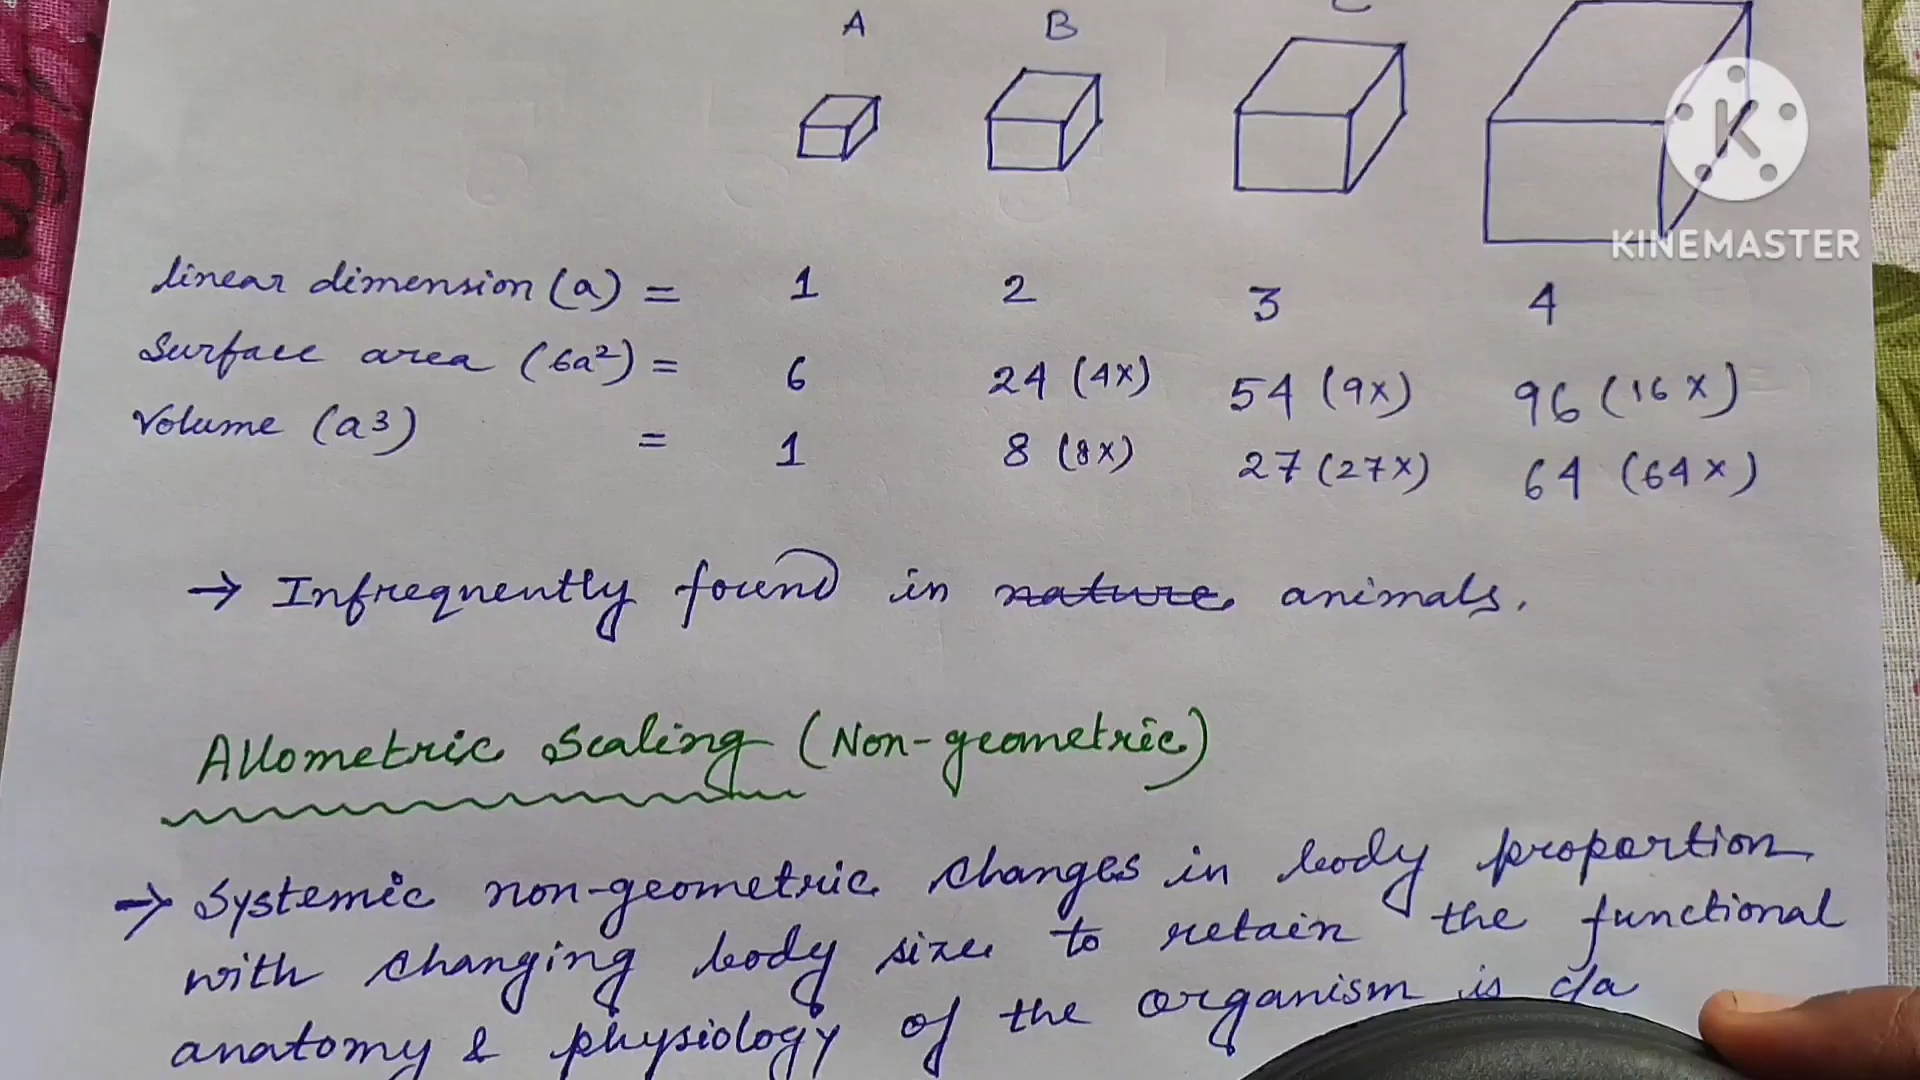 A B C
KINEMASTER
linear dimension (a) = 1 2 3 4
Surface area (6a²) = 6 24 (4x) 54 (9x) 96 (16x)
Volume (a³) = 1 8 (8x) 27 (27x) 64 (64x)
→ Infrequently found in nature animals.
Allometric Scaling (Non-geometric)
→ Systemic non-geometric changes in body proportion
with changing body size to retain the functional
anatomy & physiology of the organism is c/a